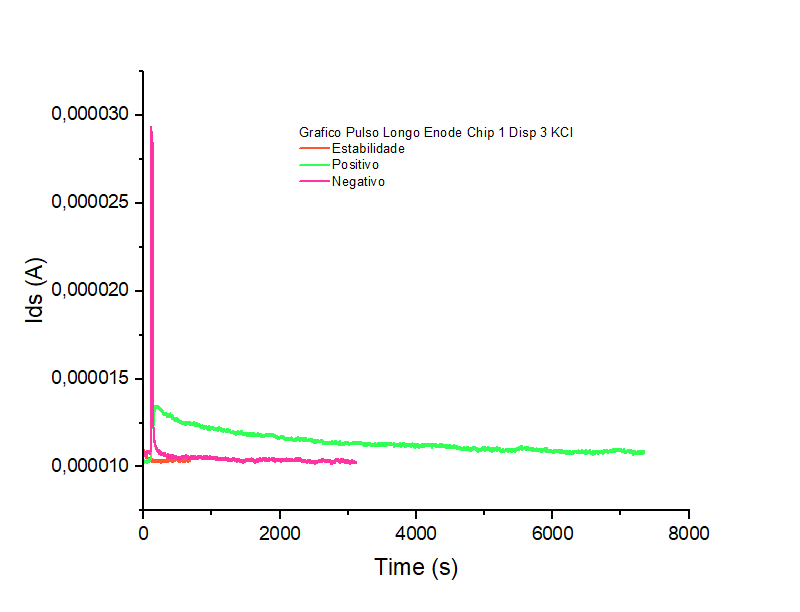 0,000030
0,000025
0,000020
0,000015
0,000010
Ids (A)
Grafico Pulso Longo Enode Chip 1 Disp 3 KCl
Estabilidade
Positivo
Negativo
0 2000 4000 6000 8000
Time (s)